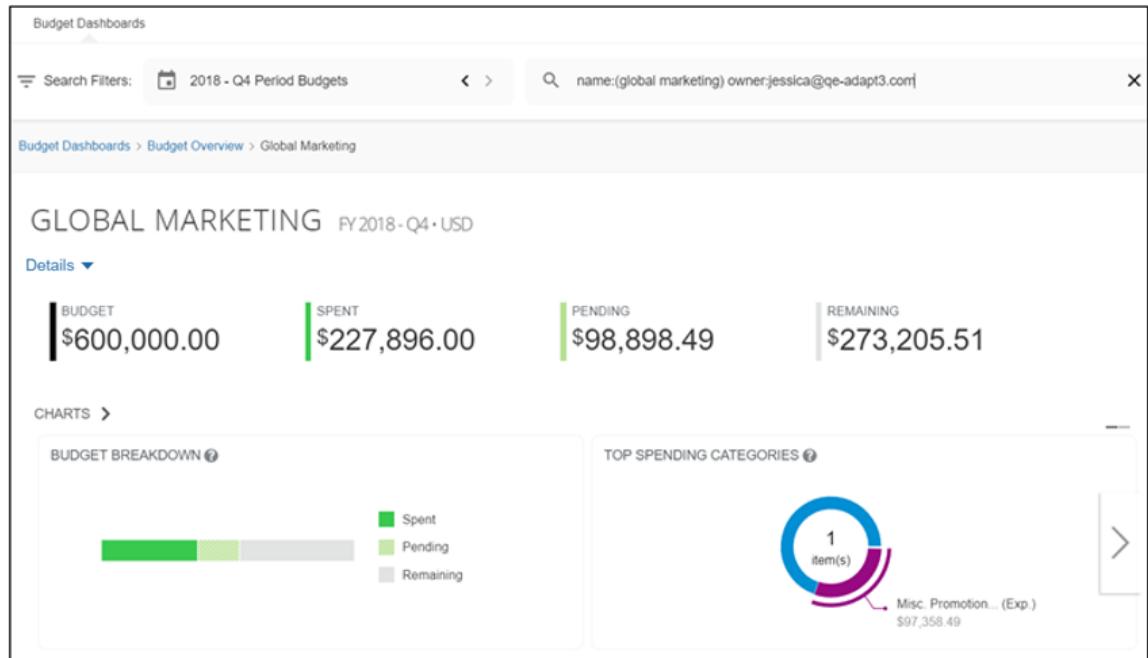 Budget Dashboards
Search Filters: 2018 - Q4 Period Budgets name:(global marketing) owner:jessica@qe-adapt3.com
Budget Dashboards > Budget Overview > Global Marketing
GLOBAL MARKETING FY 2018 - Q4 • USD
Details
BUDGET SPENT PENDING REMAINING
$600,000.00 $227,896.00 $98,898.49 $273,205.51
CHARTS
BUDGET BREAKDOWN TOP SPENDING CATEGORIES
Spent
Pending
Remaining
1
item(s)
Misc. Promotion... (Exp.)
$97,358.49